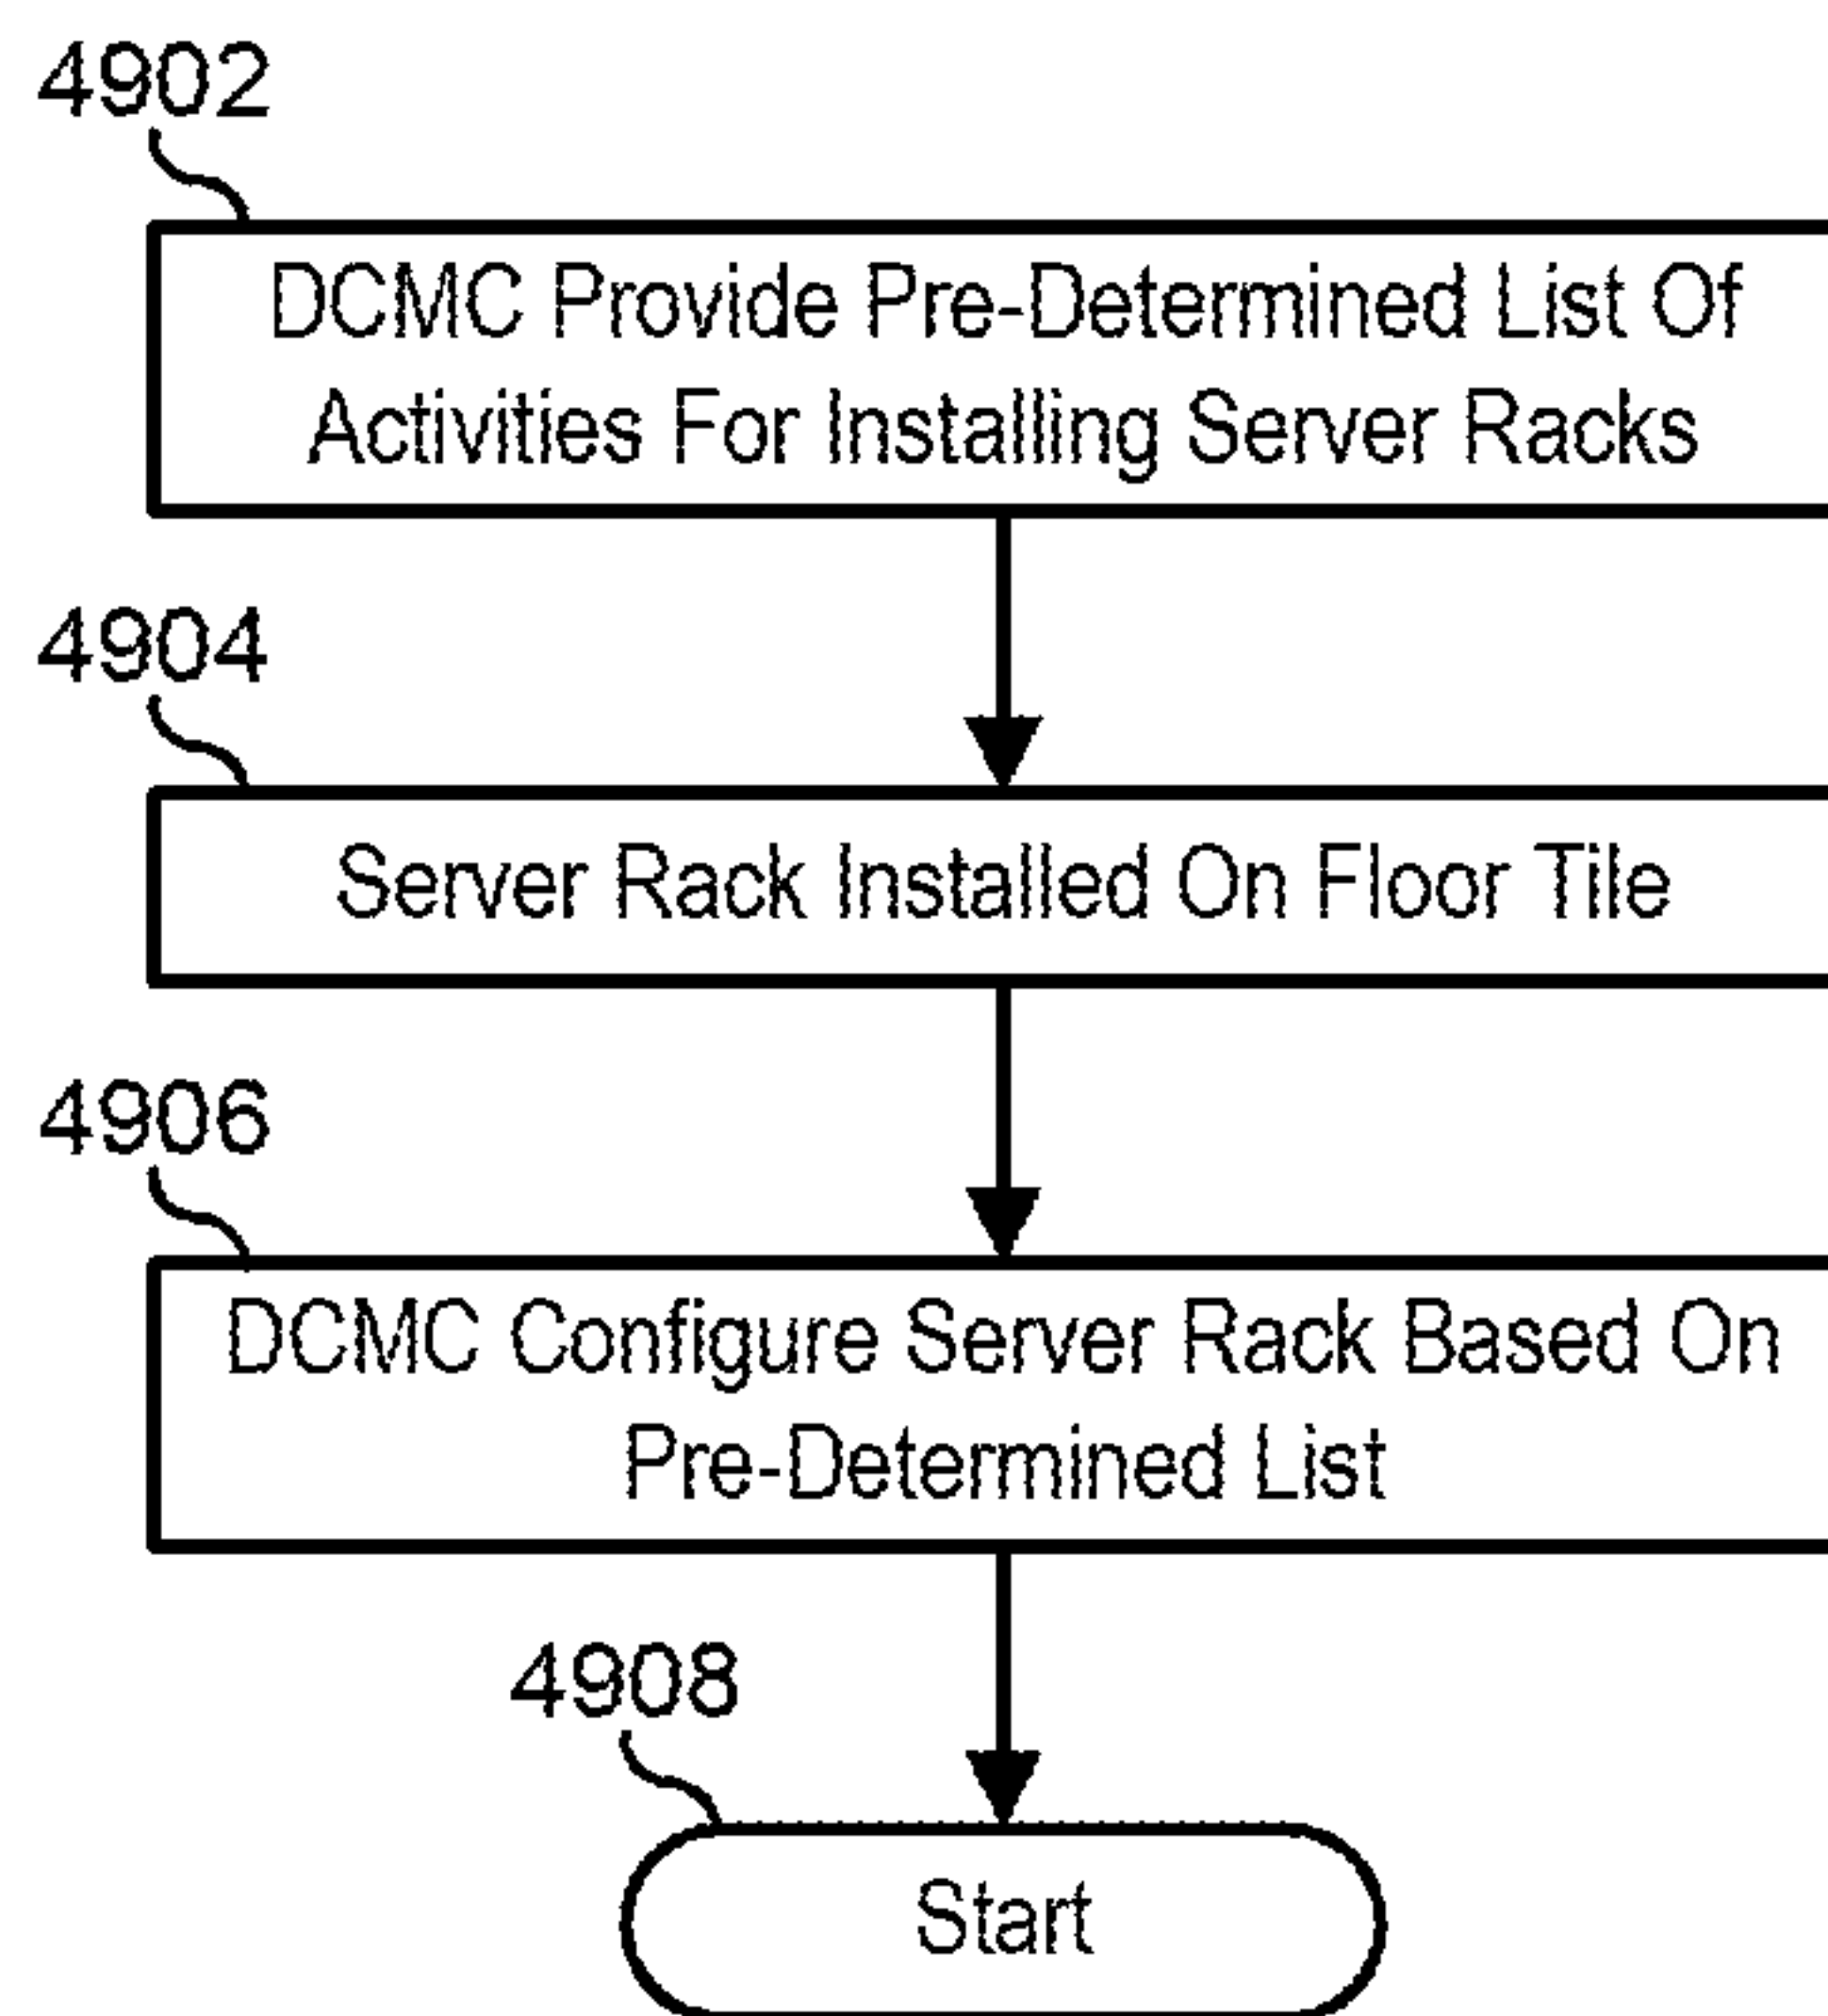 4902
DCMC Provide Pre-Determined List Of
Activities For Installing Server Racks
4904
Server Rack Installed On Floor Tile
4906
DCMC Configure Server Rack Based On
Pre-Determined List
4908
Start